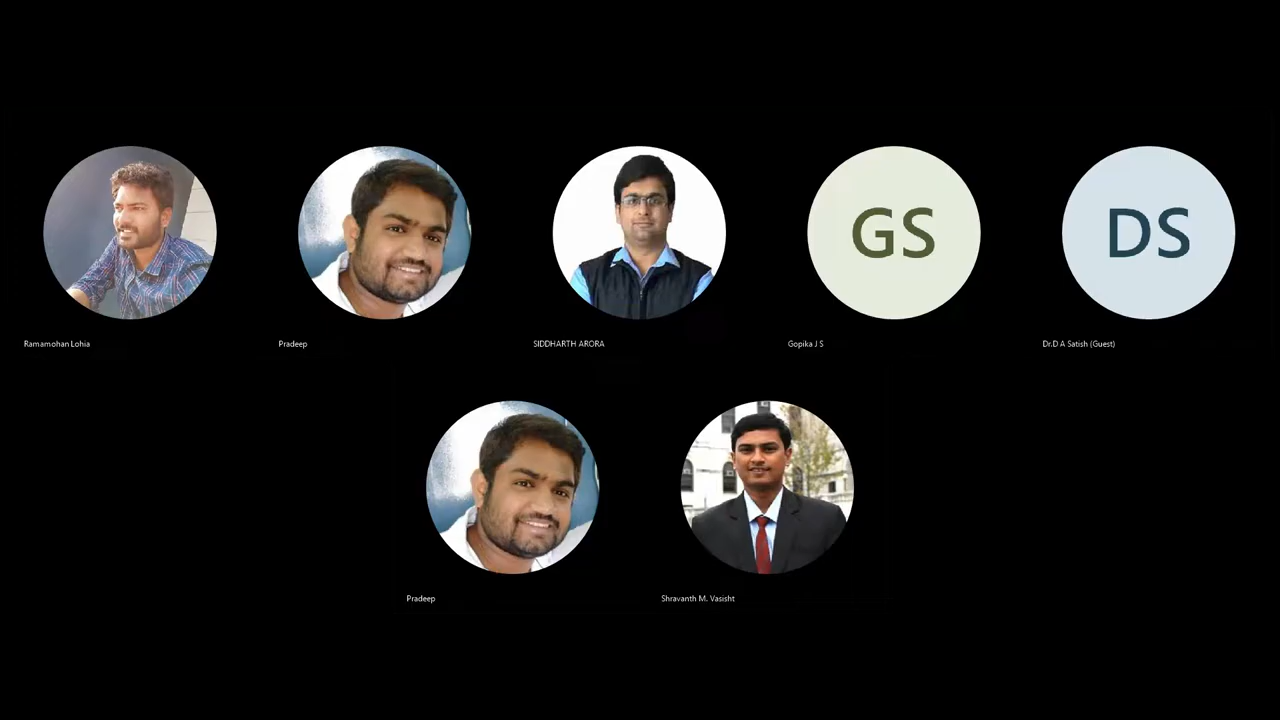 GS
DS
Ramamohan Lohia
Pradeep
SIDDHARTH ARORA
Gopika J S
Dr.D A Satish (Guest)
Pradeep
Shravanth M. Vasisht